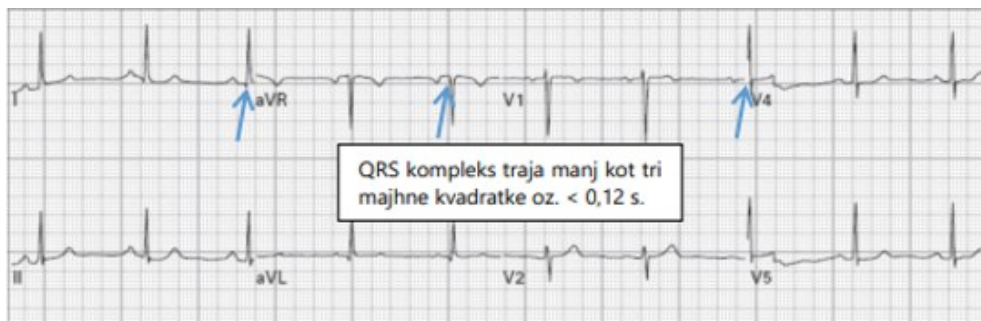 I aVR V1 V4
QRS kompleks traja manj kot tri
majhne kvadratke oz. < 0,12 s.
II aVL V2 V5